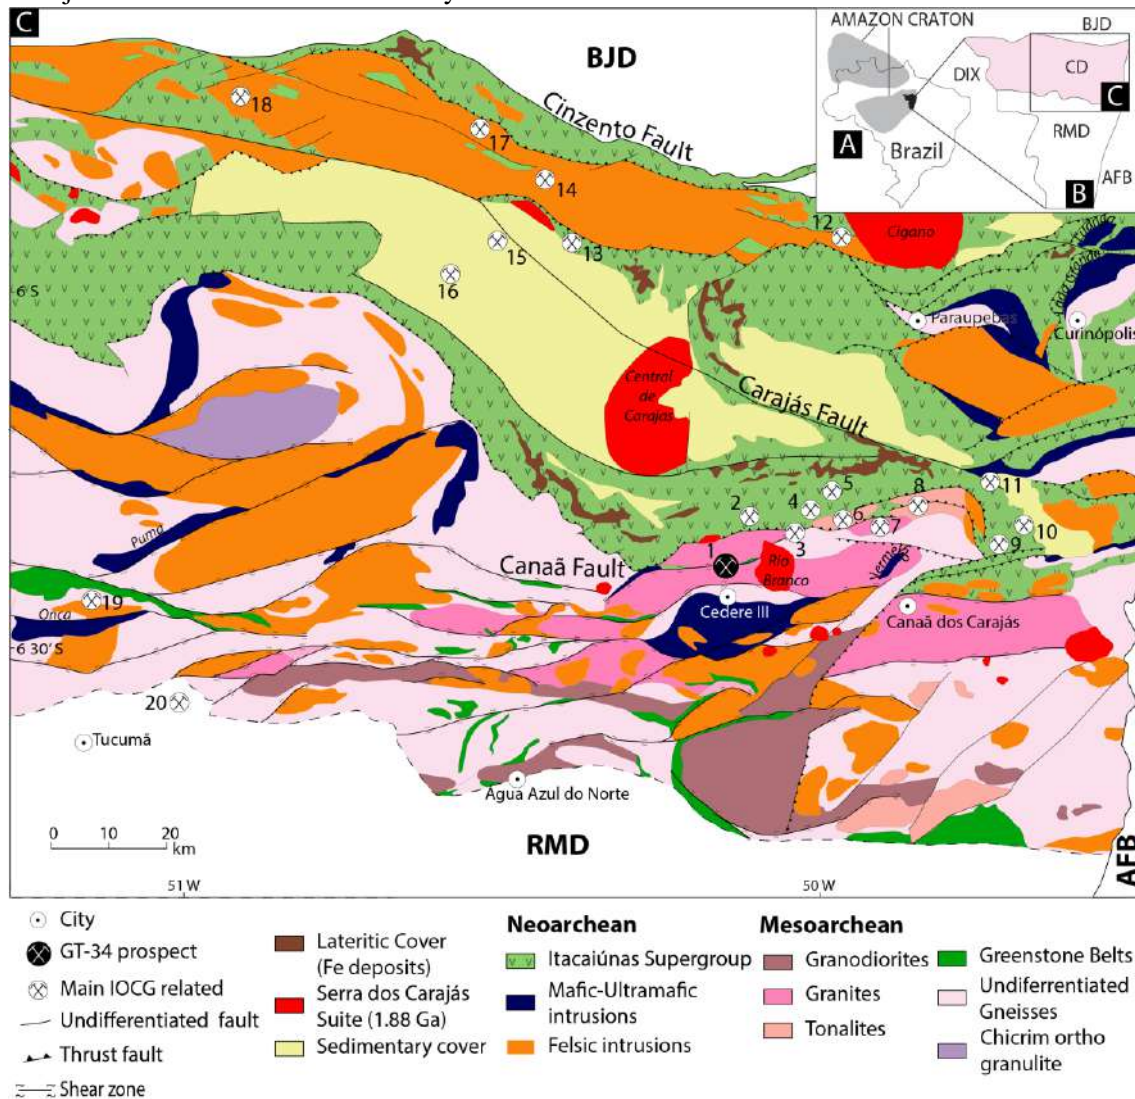 C
BJD
Cinzento Fault
AMAZON CRATON
BJD
DIX
CD
C
A
Brazil
RMD
B
AFB
18
17
14
12
Cigano
13
15
16
6 S
Paraupebas
Curinópolis
Central
de
Carajas
Carajás Fault
Puma
1
2
3
4
5
6
7
8
9
10
11
Canaã Fault
Rio
Branco
Vermelho
Cedere III
Canaã dos Carajás
19
Onça
6 30' S
20
Tucumã
Agua Azul do Norte
0 10 20
km
RMD
AFB
51 W
50 W
City
GT-34 prospect
Main IOCG related
Undifferentiated fault
Thrust fault
Shear zone
Lateritic Cover
(Fe deposits)
Serra dos Carajás
Suite (1.88 Ga)
Sedimentary cover
Neoarchean
Itacaiúnas Supergroup
Mafic-Ultramafic
intrusions
Felsic intrusions
Mesoarchean
Granodiorites
Granites
Tonalites
Greenstone Belts
Undiferrentiated
Gneisses
Chicrim ortho
granulite